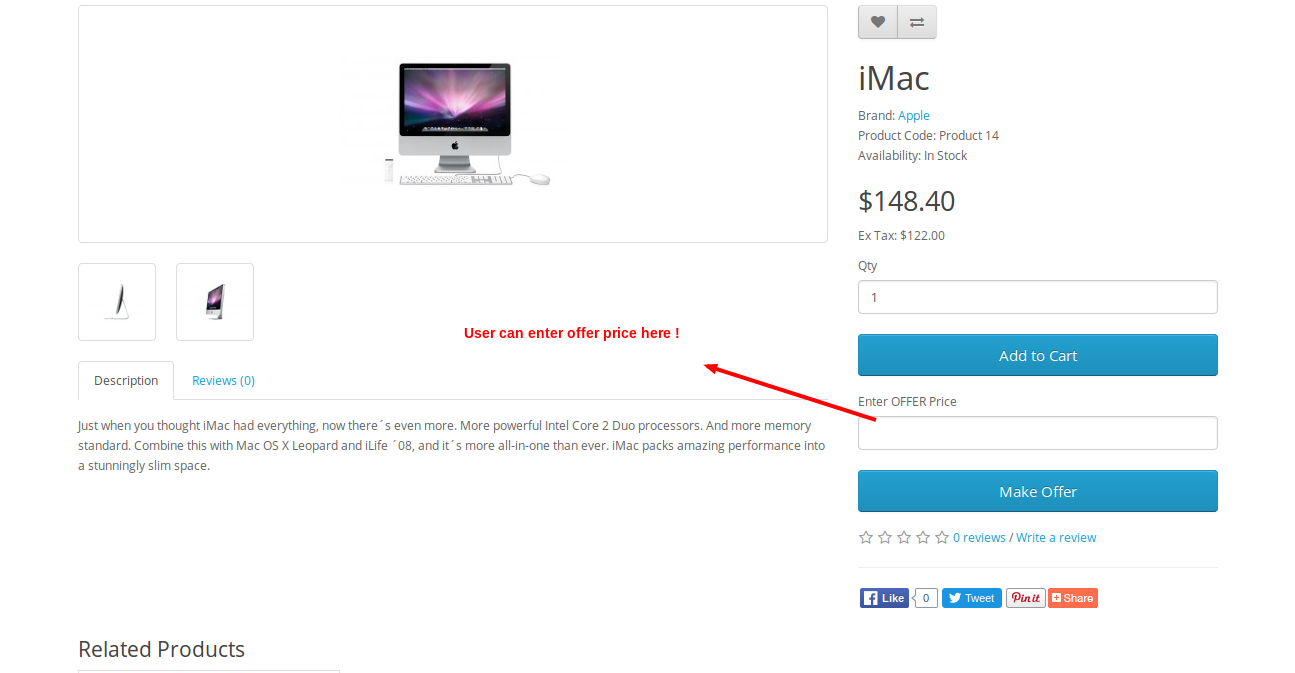 iMac
Brand: Apple
Product Code: Product 14
Availability: In Stock
$148.40
Ex Tax: $122.00
Qty
1
Add to Cart
Enter OFFER Price
Make Offer
0 reviews / Write a review
Like
0
Tweet
Pin it
Share
User can enter offer price here !
Description
Reviews (0)
Just when you thought iMac had everything, now there´s even more. More powerful Intel Core 2 Duo processors. And more memory
standard. Combine this with Mac OS X Leopard and iLife ´08, and it´s more all-in-one than ever. iMac packs amazing performance into
a stunningly slim space.
Related Products